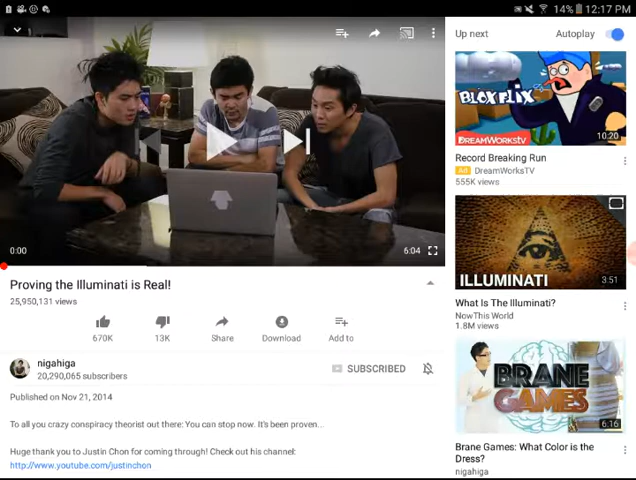 14% 12:17 PM
0:00
6:04
Proving the Illuminati is Real!
25,950,131 views
670K
13K
Share
Download
Add to
nigahiga
20,290,065 subscribers
SUBSCRIBED
Published on Nov 21, 2014
To all you crazy conspiracy theorist out there: You can stop now. It's been proven...
Huge thank you to Justin Chon for coming through! Check out his channel:
http://www.youtube.com/justinchon
Up next
Autoplay
BLOXFLIX
DREAMWORKStv
10:20
Record Breaking Run
Ad DreamWorksTV
555K views
ILLUMINATI
3:51
What Is The Illuminati?
NowThis World
1.8M views
BRANE
GAMES
6:16
Brane Games: What Color is the
Dress?
nigahiga